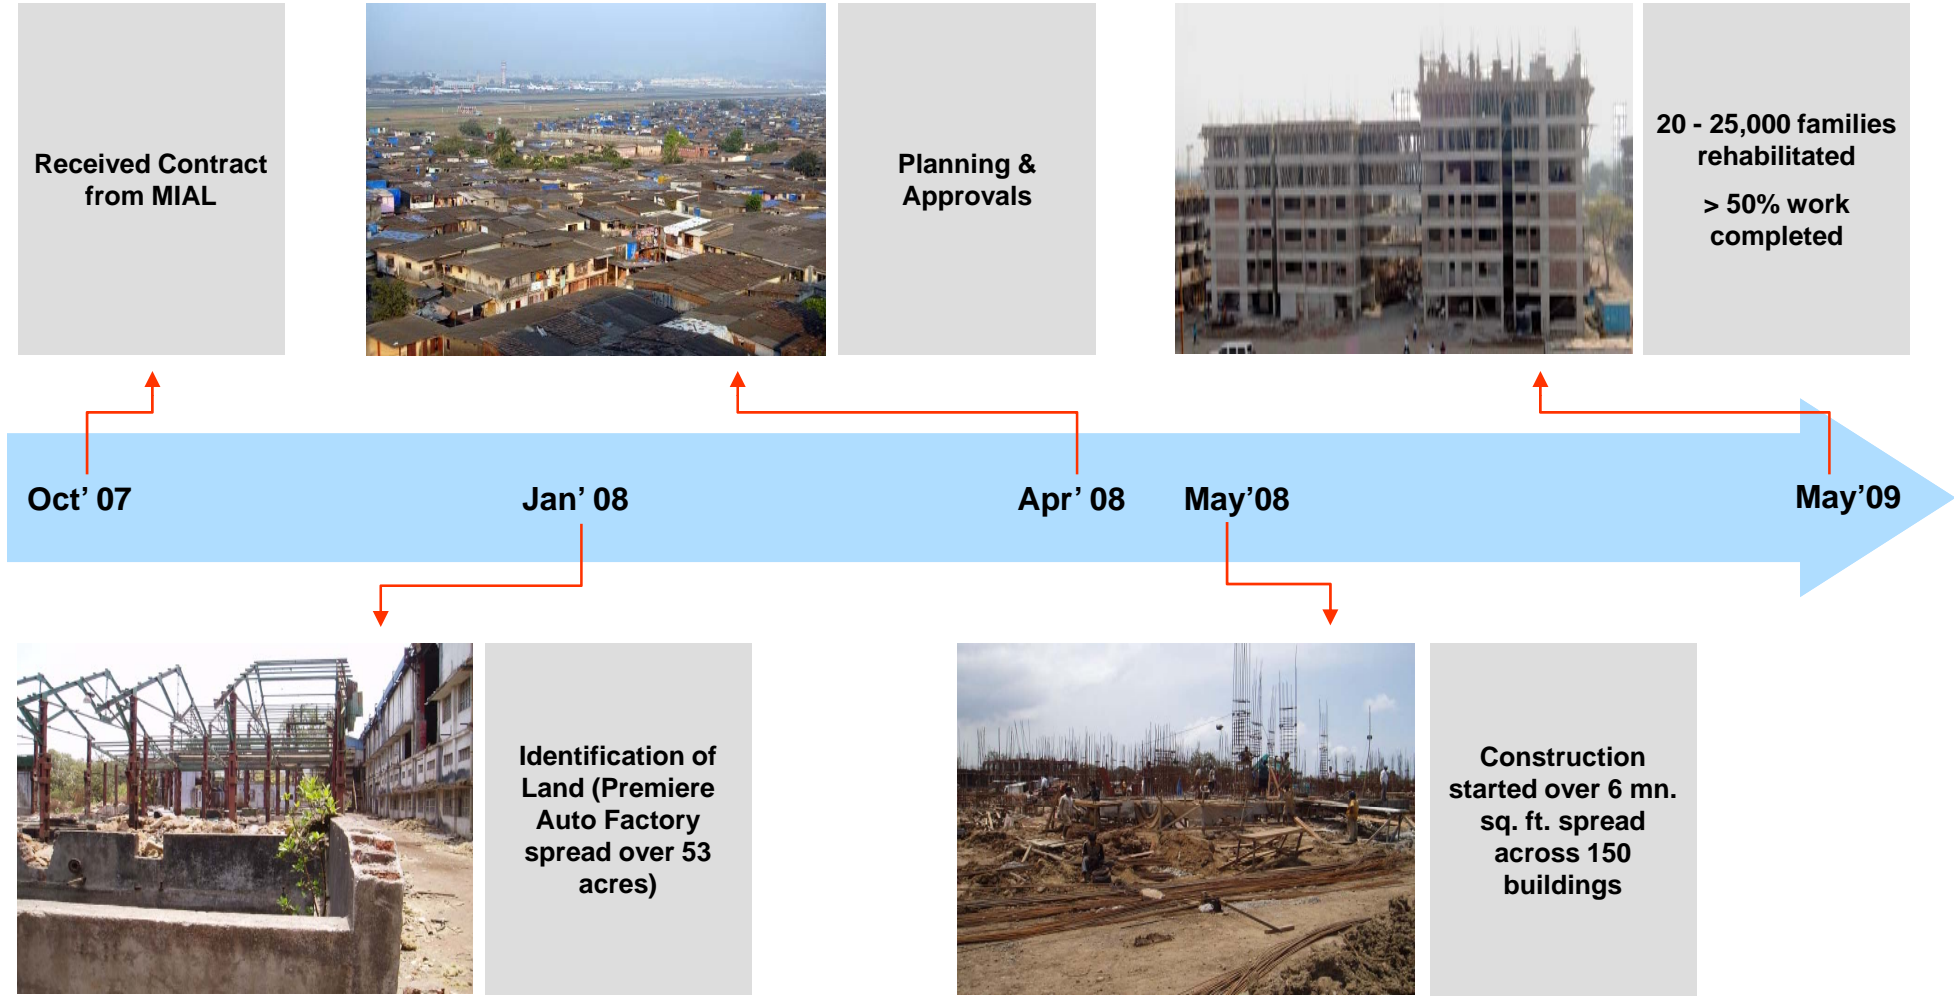 Received Contract
from MIAL
Planning &
Approvals
20 - 25,000 families
rehabilitated
> 50% work
completed
Oct’ 07
Jan’ 08
Apr’ 08
May’08
May’09
Identification of
Land (Premiere
Auto Factory
spread over 53
acres)
Construction
started over 6 mn.
sq. ft. spread
across 150
buildings